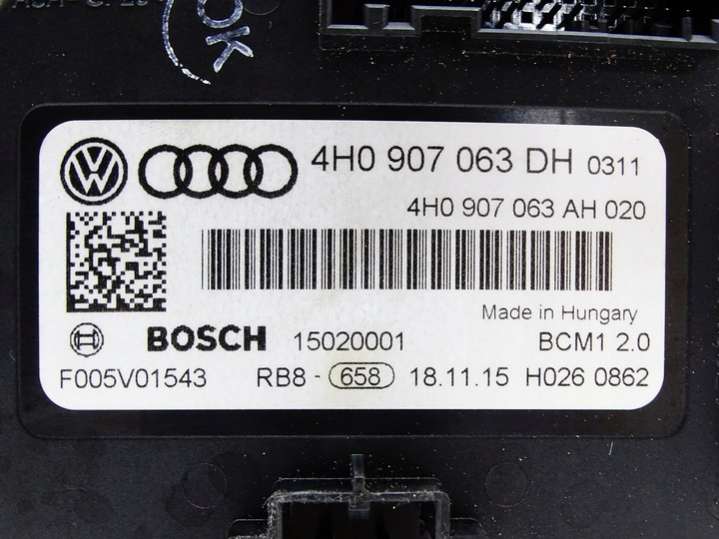 OK
4H0 907 063 DH 0311
4H0 907 063 AH 020
Made in Hungary
BOSCH 15020001 BCM1 2.0
F005V01543 RB8 - 658 18.11.15 H026 0862